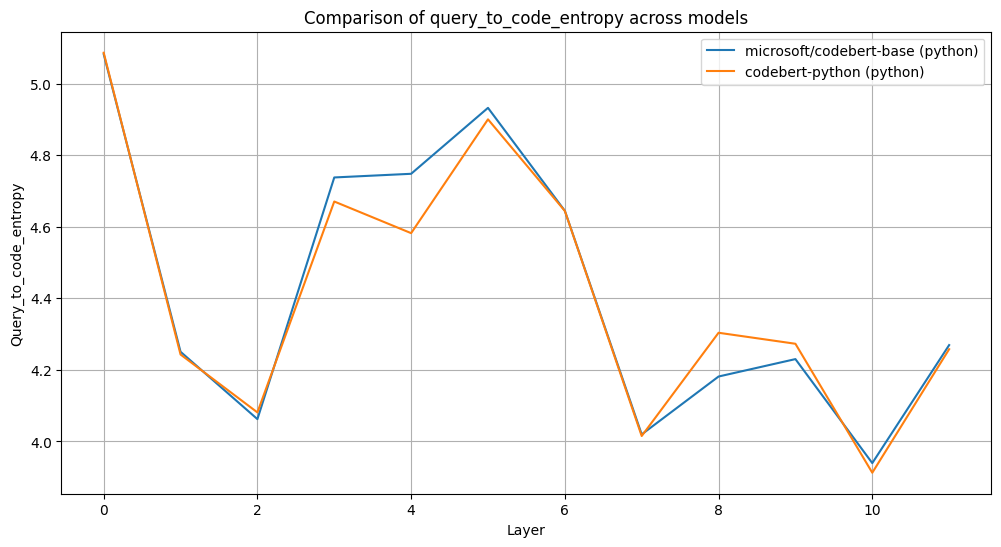 Comparison of query_to_code_entropy across models
microsoft/codebert-base (python)
codebert-python (python)
Query_to_code_entropy
5.0
4.8
4.6
4.4
4.2
4.0
0 2 4 6 8 10
Layer